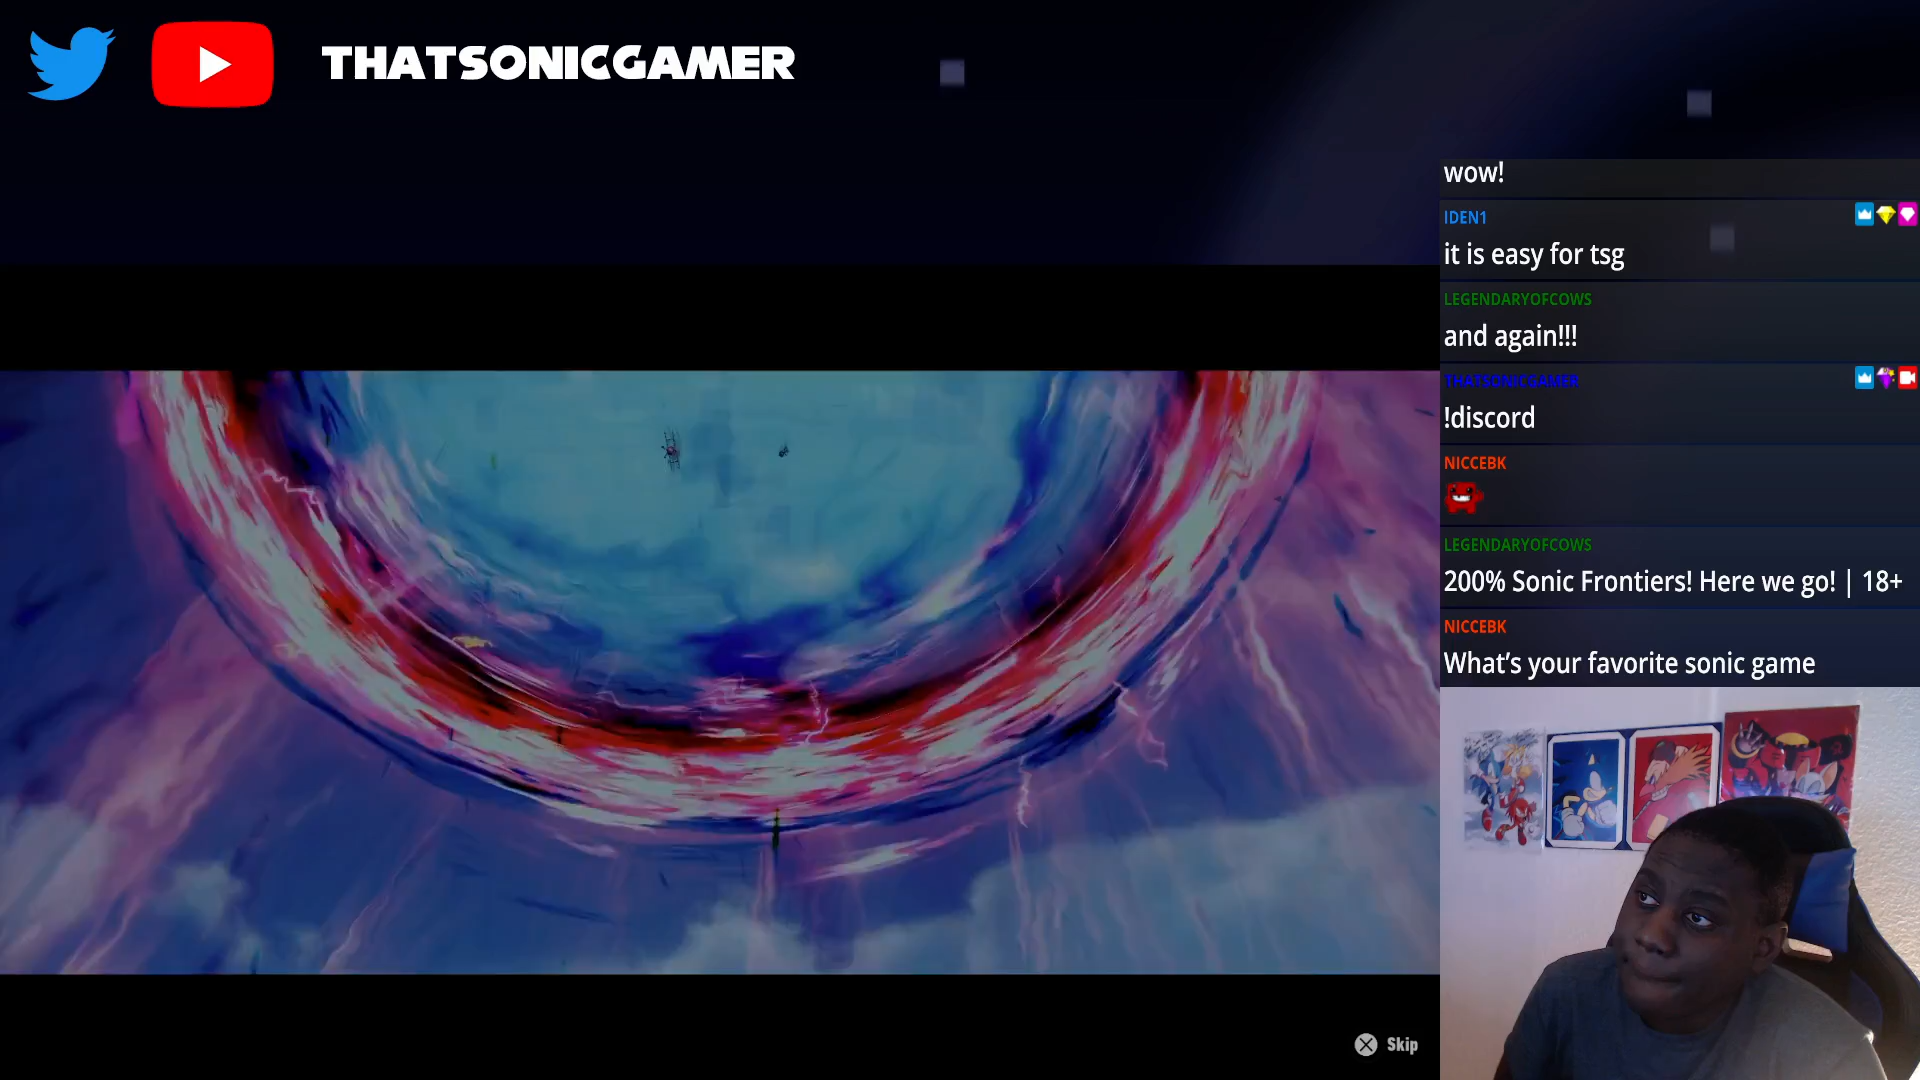 THATSONICGAMER
wow!
IDEN1
it is easy for tsg
LEGENDARYOFCOWS
and again!!!
THATSONICGAMER
!discord
NICCEBK
LEGENDARYOFCOWS
200% Sonic Frontiers! Here we go! | 18+
NICCEBK
What's your favorite sonic game
Skip